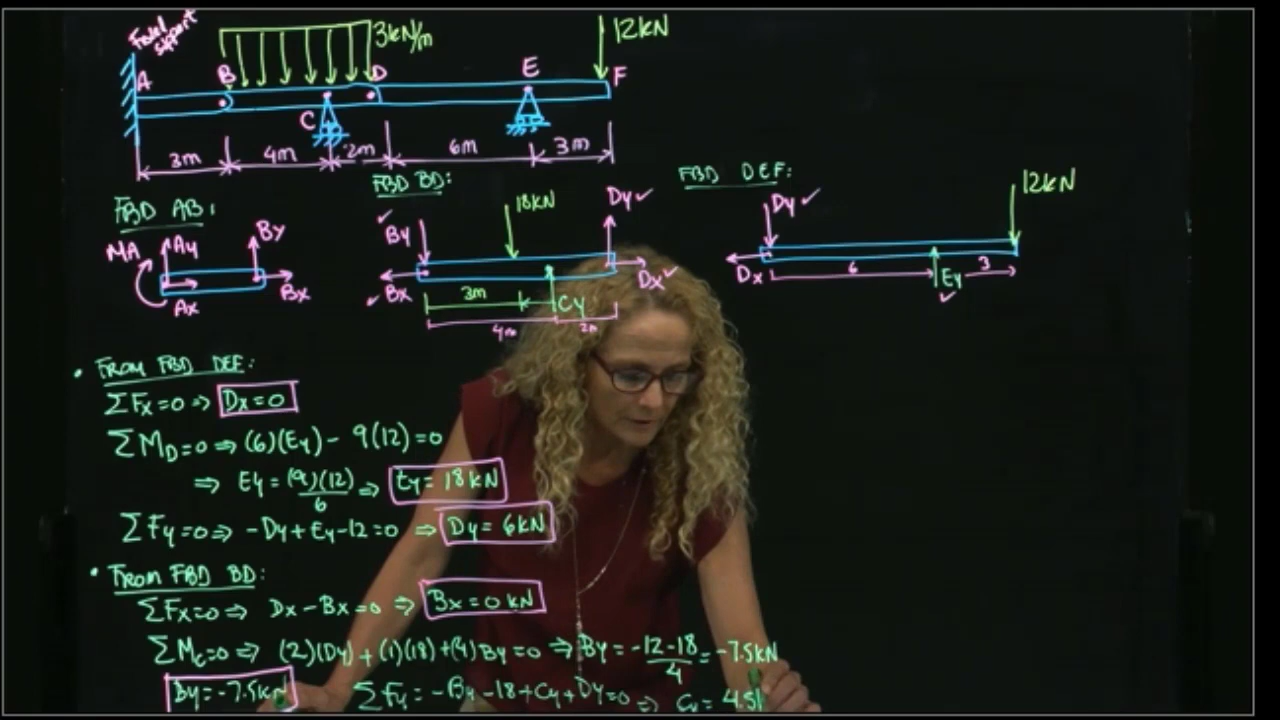 Fixed support
3kN/m
12kN
A B C D E F
3m 4m 2m 6m 3m
FBD AB:
MA Ay By
Ax Bx
FBD BD:
By 18kN Dy ✓
Bx 3m Cy Dx ✓
4m 2m
FBD DEF:
Dy ✓ 12kN
Dx 6 Ey 3
• From FBD DEF:
ΣFx=0 ⇒ Dx=0
ΣMD=0 ⇒ (6)(Ey) - 9(12)=0
⇒ Ey = (9)(12)/6 ⇒ Ey = 18kN
ΣFy=0 ⇒ -Dy+Ey-12=0 ⇒ Dy = 6kN
• From FBD BD:
ΣFx=0 ⇒ Dx-Bx=0 ⇒ Bx=0 kN
ΣMc=0 ⇒ (2)(Dy) + (1)(18) +(4)By=0 ⇒ By = -12-18/4 = -7.5kN
By = -7.5kN ΣFy = -By -18+Cy+Dy=0 ⇒ Cy = 4.5